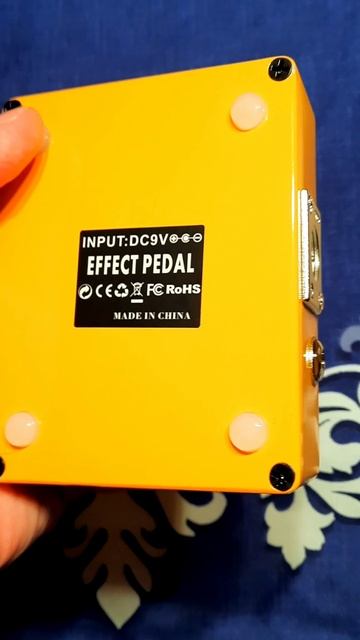 INPUT:DC9V
EFFECT PEDAL
CE FC RoHS
MADE IN CHINA